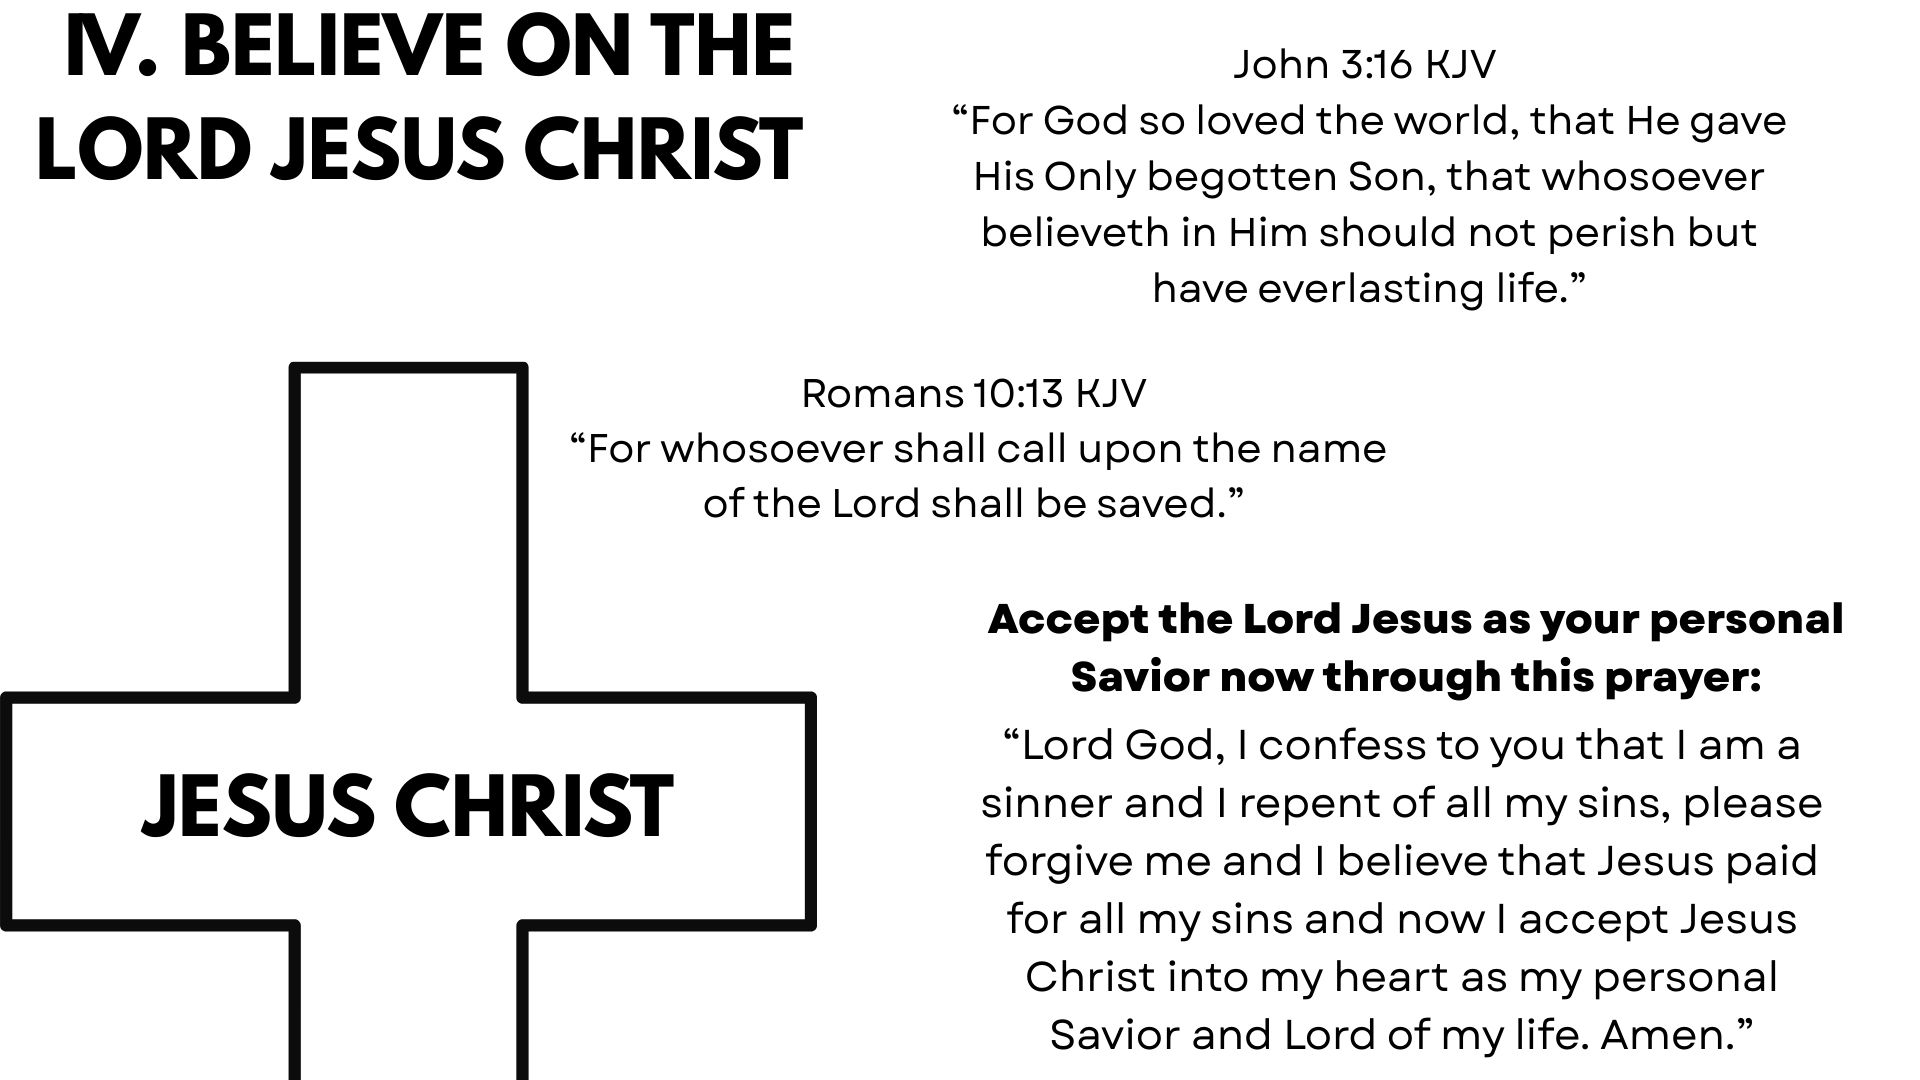 IV. BELIEVE ON THE
LORD JESUS CHRIST
John 3:16 KJV
“For God so loved the world, that He gave
His Only begotten Son, that whosoever
believeth in Him should not perish but
have everlasting life.”
Romans 10:13 KJV
“For whosoever shall call upon the name
of the Lord shall be saved.”
JESUS CHRIST
Accept the Lord Jesus as your personal
Savior now through this prayer:
“Lord God, I confess to you that I am a
sinner and I repent of all my sins, please
forgive me and I believe that Jesus paid
for all my sins and now I accept Jesus
Christ into my heart as my personal
Savior and Lord of my life. Amen.”